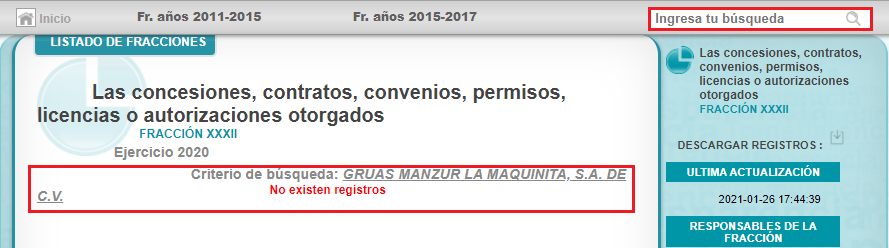 Inicio
Fr. años 2011-2015
Fr. años 2015-2017
Ingresa tu búsqueda
LISTADO DE FRACCIONES
Las concesiones, contratos, convenios, permisos,
licencias o autorizaciones otorgados
FRACCIÓN XXXII
Ejercicio 2020
Criterio de búsqueda: GRUAS MANZUR LA MAQUINITA, S.A. DE
C.V.
No existen registros
Las concesiones, contratos,
convenios, permisos,
licencias o autorizaciones
otorgados
FRACCIÓN XXXII
DESCARGAR REGISTROS :
ULTIMA ACTUALIZACIÓN
2021-01-26 17:44:39
RESPONSABLES DE LA
FRACCIÓN